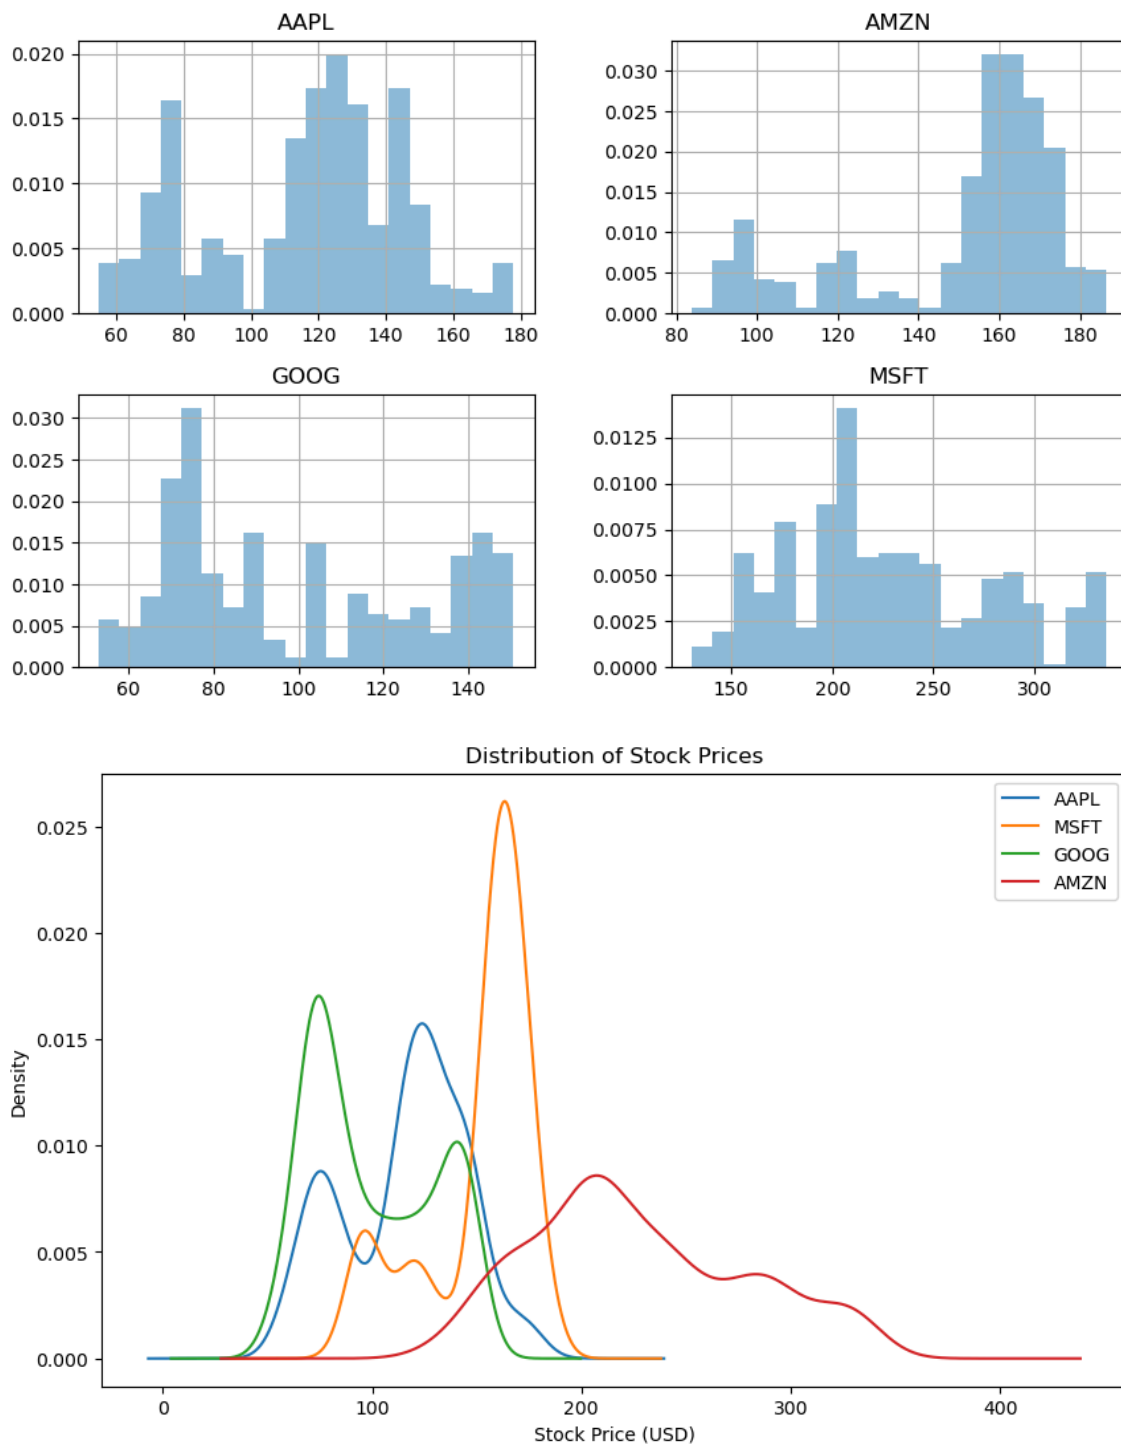 AAPL
0.020
0.015
0.010
0.005
0.000
60 80 100 120 140 160 180
AMZN
0.030
0.025
0.020
0.015
0.010
0.005
0.000
80 100 120 140 160 180
GOOG
0.030
0.025
0.020
0.015
0.010
0.005
0.000
60 80 100 120 140
MSFT
0.0125
0.0100
0.0075
0.0050
0.0025
0.0000
150 200 250 300
Distribution of Stock Prices
AAPL
MSFT
GOOG
AMZN
Density
0.025
0.020
0.015
0.010
0.005
0.000
0 100 200 300 400
Stock Price (USD)